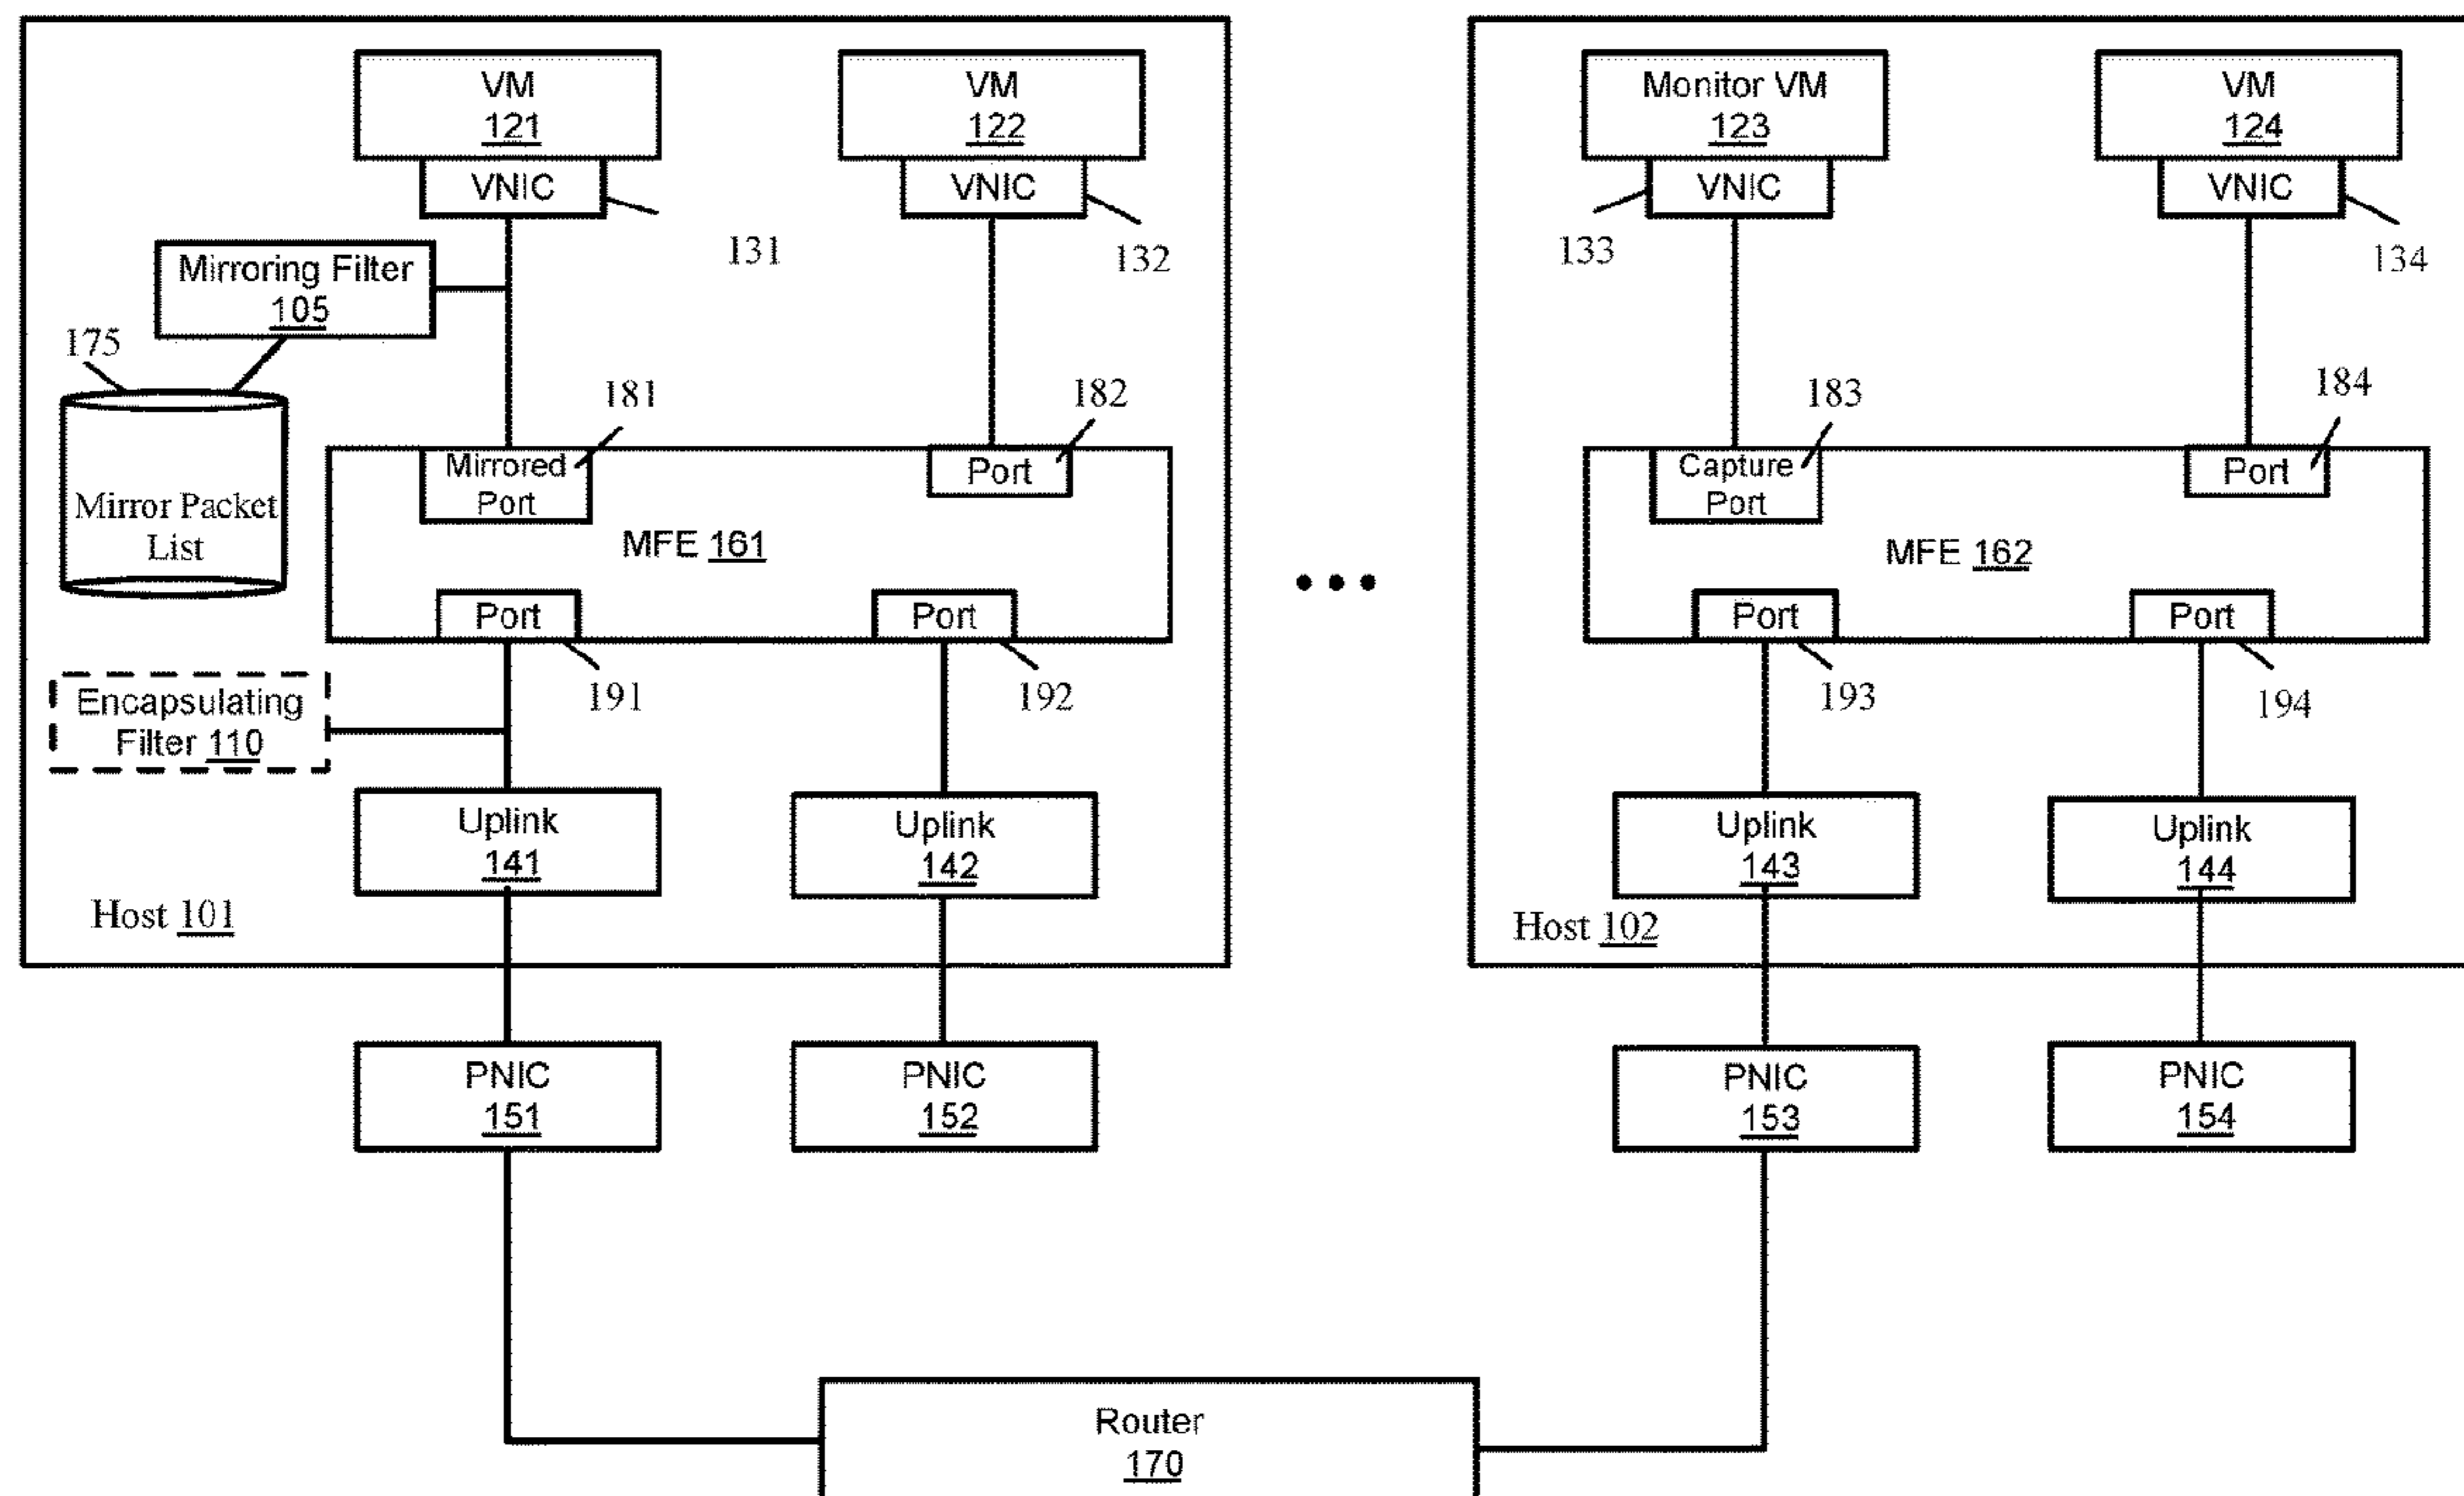 VM
121
VNIC
131
VM
122
VNIC
132
Monitor VM
123
VNIC
133
VM
124
VNIC
134
Mirroring Filter
105
175
Mirror Packet
List
181
Mirrored
Port
182
Port
MFE 161
Port
191
Port
192
183
Capture
Port
184
Port
MFE 162
Port
193
Port
194
Encapsulating
Filter 110
Uplink
141
Uplink
142
Host 101
Uplink
143
Uplink
144
Host 102
PNIC
151
PNIC
152
PNIC
153
PNIC
154
Router
170